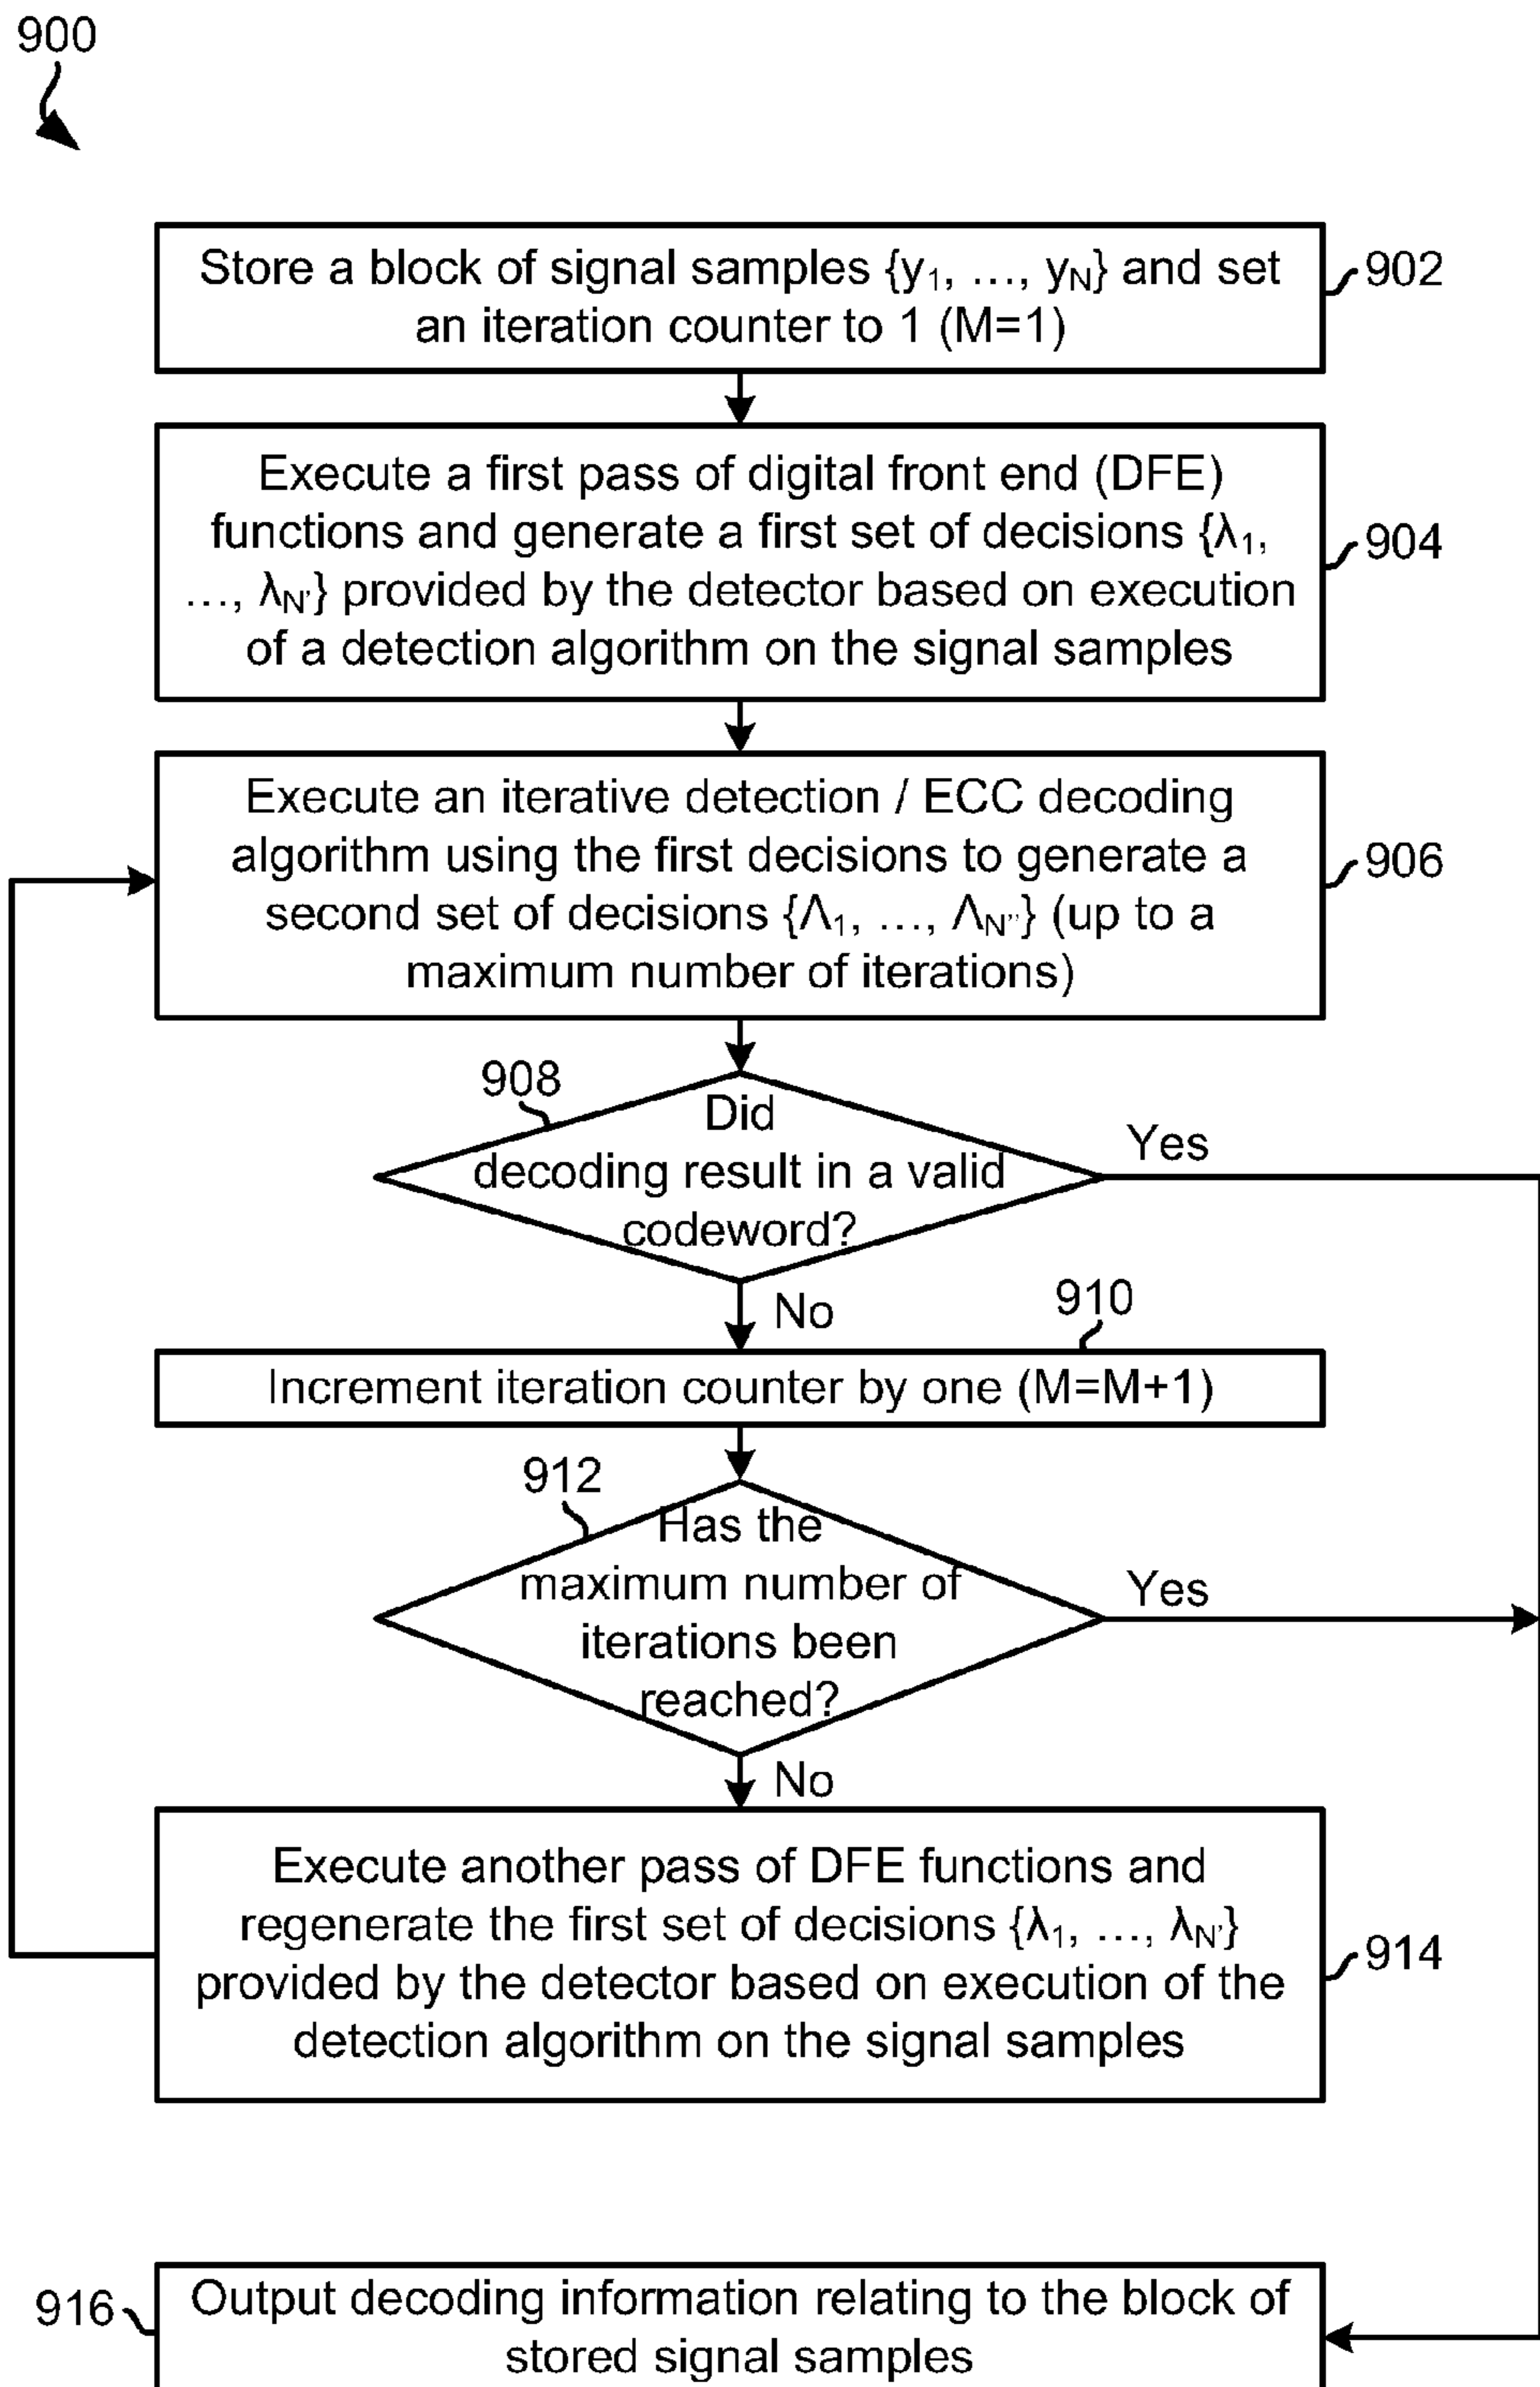 900
Store a block of signal samples {y₁, ..., y_N} and set
an iteration counter to 1 (M=1)
902
Execute a first pass of digital front end (DFE)
functions and generate a first set of decisions {λ₁,
..., λ_N'} provided by the detector based on execution
of a detection algorithm on the signal samples
904
Execute an iterative detection / ECC decoding
algorithm using the first decisions to generate a
second set of decisions {Λ₁, ..., Λ_N''} (up to a
maximum number of iterations)
906
908
Did
decoding result in a valid
codeword?
Yes
No
910
Increment iteration counter by one (M=M+1)
912
Has the
maximum number of
iterations been
reached?
Yes
No
Execute another pass of DFE functions and
regenerate the first set of decisions {λ₁, ..., λ_N'}
provided by the detector based on execution of the
detection algorithm on the signal samples
914
916
Output decoding information relating to the block of
stored signal samples